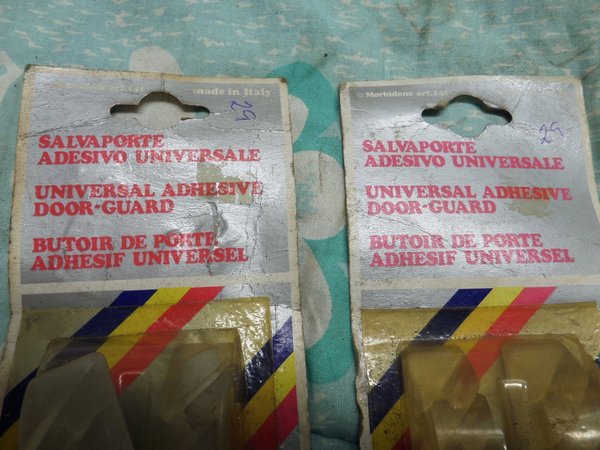 made in Italy
29
SALVAPORTE
ADESIVO UNIVERSALE
UNIVERSAL ADHESIVE
DOOR-GUARD
BUTOIR DE PORTE
ADHESIF UNIVERSEL
Morbidone art.
29
SALVAPORTE
ADESIVO UNIVERSALE
UNIVERSAL ADHESIVE
DOOR-GUARD
BUTOIR DE PORTE
ADHESIF UNIVERSEL